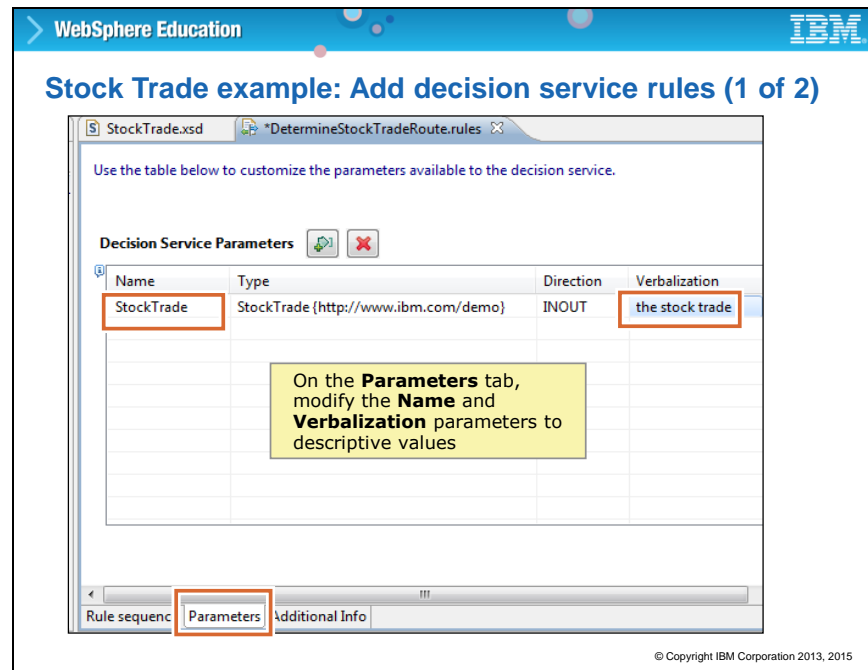 WebSphere Education
IBM
Stock Trade example: Add decision service rules (1 of 2)
StockTrade.xsd
*DetermineStockTradeRoute.rules
Use the table below to customize the parameters available to the decision service.
Decision Service Parameters
Name Type Direction Verbalization
StockTrade StockTrade {http://www.ibm.com/demo} INOUT the stock trade
On the Parameters tab,
modify the Name and
Verbalization parameters to
descriptive values
Rule sequenc Parameters Additional Info
© Copyright IBM Corporation 2013, 2015